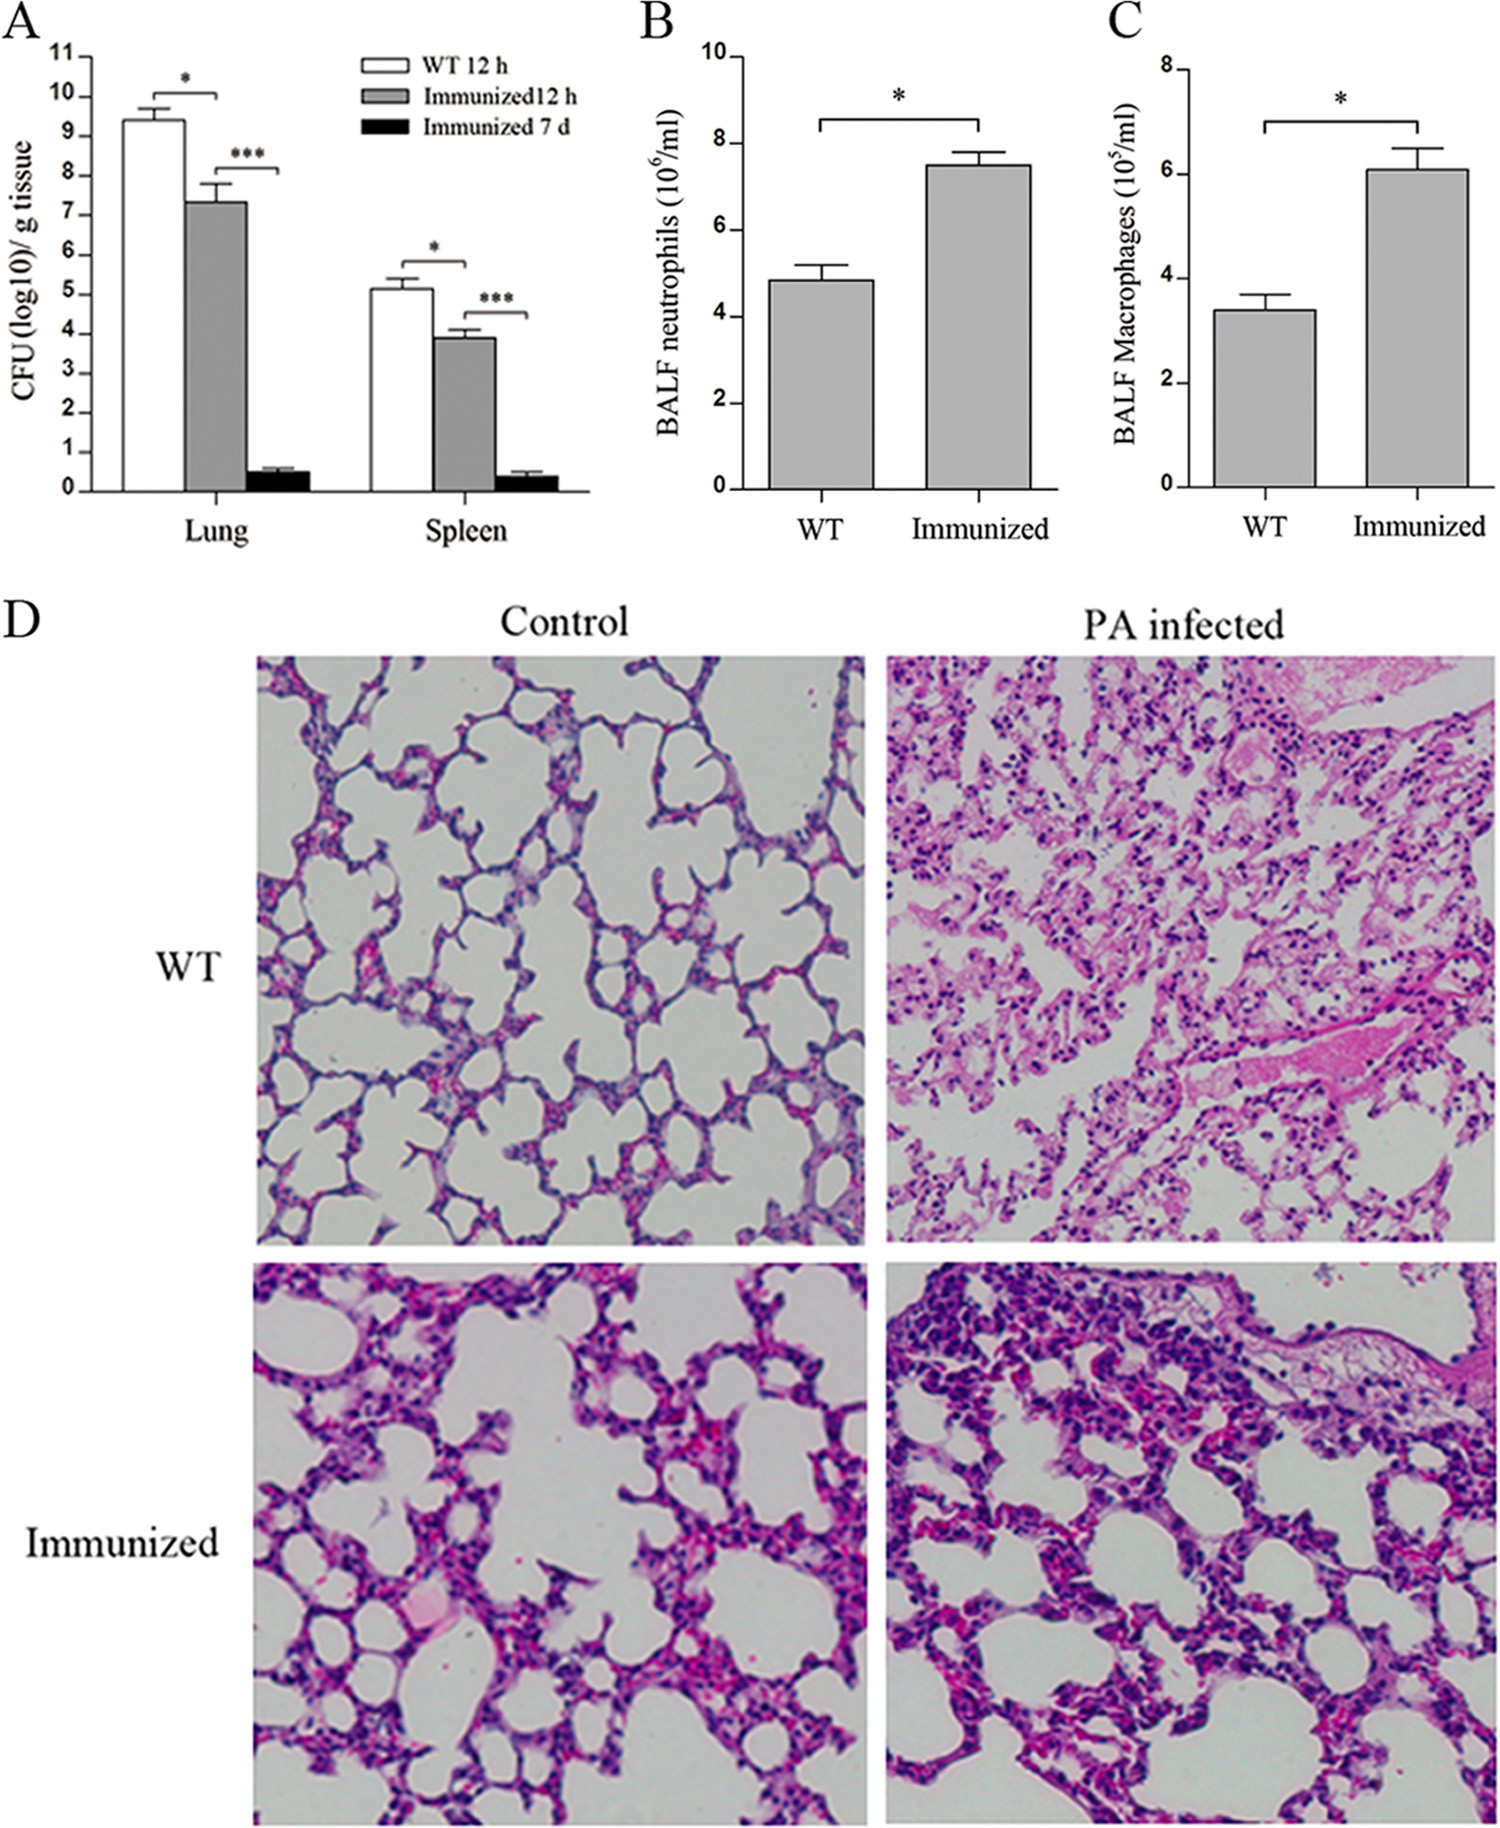 A
B
C
11
10
9
8
7
6
5
4
3
2
1
0
CFU (log10)/ g tissue
*
***
*
***
WT 12 h
Immunized12 h
Immunized 7 d
Lung
Spleen
10
8
6
4
2
0
BALF neutrophils (10⁶/ml)
*
WT
Immunized
8
6
4
2
0
BALF Macrophages (10⁵/ml)
*
WT
Immunized
D
Control
PA infected
WT
Immunized